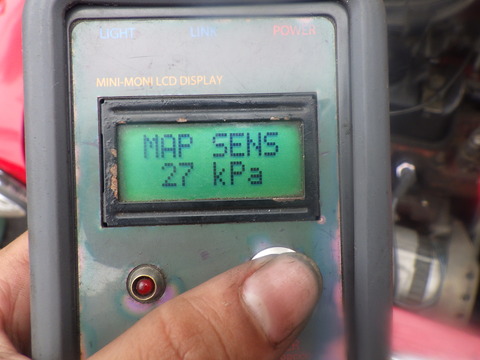 LIGHT LINK POWER
MINI-MONI LCD DISPLAY
MAP SENS
27 kPa